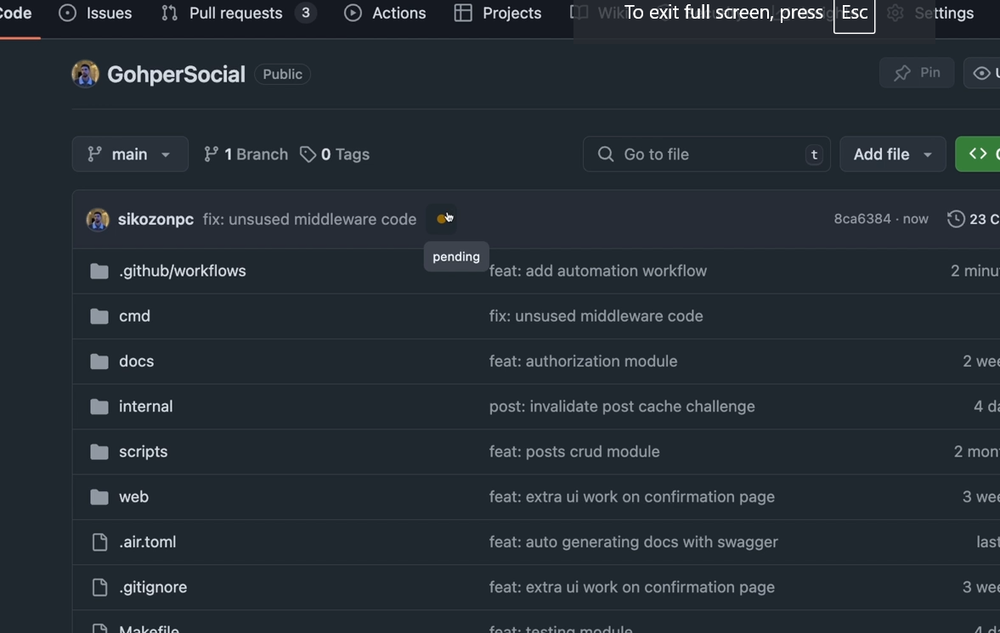 Code Issues Pull requests 3 Actions Projects Wiki To exit full screen, press Esc Settings
GohperSocial Public Pin
main 1 Branch 0 Tags Go to file t Add file
sikozonpc fix: unsused middleware code 8ca6384 · now 23 C
pending
.github/workflows feat: add automation workflow 2 minu
cmd fix: unsused middleware code
docs feat: authorization module 2 wee
internal post: invalidate post cache challenge 4 da
scripts feat: posts crud module 2 mon
web feat: extra ui work on confirmation page 3 wee
.air.toml feat: auto generating docs with swagger last
.gitignore feat: extra ui work on confirmation page 3 wee
Makefile feat: testing module 4 da